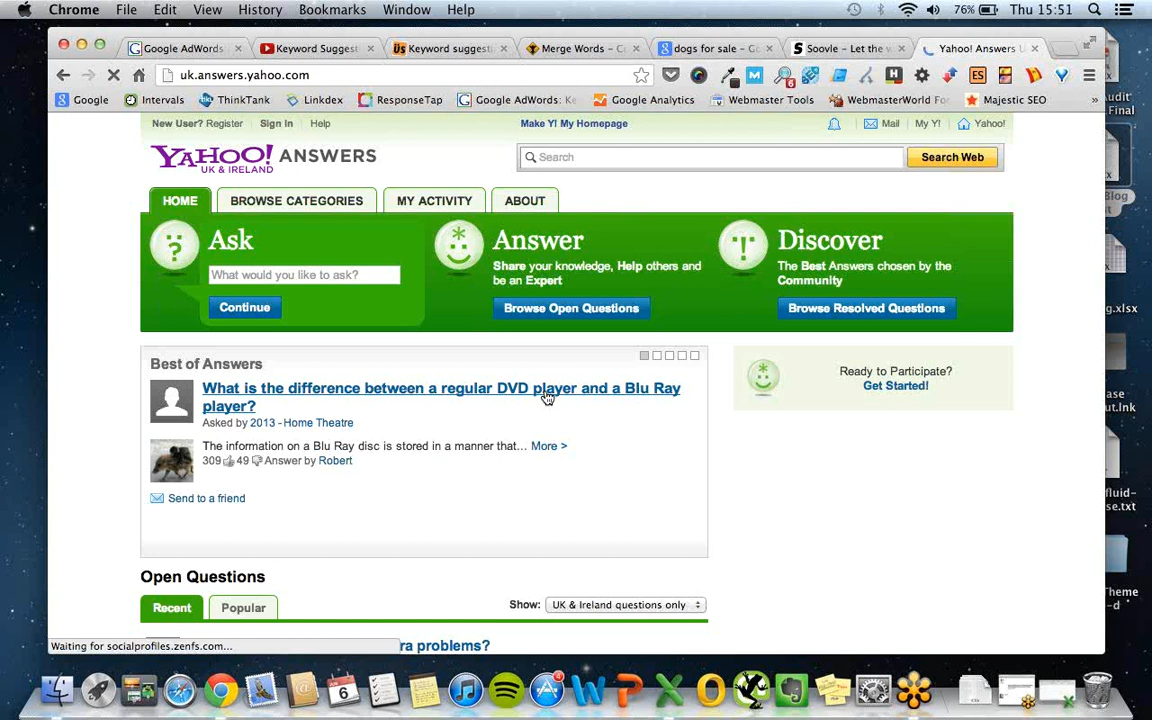 Chrome File Edit View History Bookmarks Window Help 76% Thu 15:51
Google AdWords Keyword Suggest Keyword suggesti Merge Words - Co dogs for sale - Go Soovle - Let the w Yahoo! Answers U
uk.answers.yahoo.com
Google Intervals ThinkTank Linkdex ResponseTap Google AdWords: Ke Google Analytics Webmaster Tools WebmasterWorld Fo Majestic SEO »
New User? Register Sign In Help Make Y! My Homepage Mail My Y! Yahoo!
YAHOO! ANSWERS
UK & IRELAND
Search Search Web
HOME BROWSE CATEGORIES MY ACTIVITY ABOUT
Ask
What would you like to ask?
Continue
Answer
Share your knowledge, Help others and
be an Expert
Browse Open Questions
Discover
The Best Answers chosen by the
Community
Browse Resolved Questions
Best of Answers
What is the difference between a regular DVD player and a Blu Ray
player?
Asked by 2013 - Home Theatre
The information on a Blu Ray disc is stored in a manner that... More >
309 49 Answer by Robert
Send to a friend
Ready to Participate?
Get Started!
Open Questions
Recent Popular Show: UK & Ireland questions only
ra problems?
Waiting for socialprofiles.zenfs.com...
Audit
Final
Blog
g.xlsx
ase
ut.lnk
fluid-
se.txt
Theme
-d
6
4